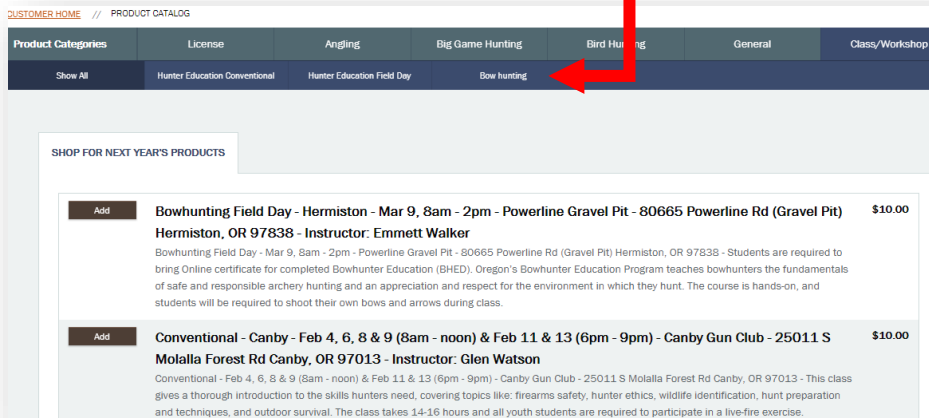 CUSTOMER HOME // PRODUCT CATALOG
Product Categories License Angling Big Game Hunting Bird Hunting General Class/Workshop
Show All Hunter Education Conventional Hunter Education Field Day Bow hunting
SHOP FOR NEXT YEAR'S PRODUCTS
Add Bowhunting Field Day - Hermiston - Mar 9, 8am - 2pm - Powerline Gravel Pit - 80665 Powerline Rd (Gravel Pit) $10.00
Hermiston, OR 97838 - Instructor: Emmett Walker
Bowhunting Field Day - Mar 9, 8am - 2pm - Powerline Gravel Pit - 80665 Powerline Rd (Gravel Pit) Hermiston, OR 97838 - Students are required to
bring Online certificate for completed Bowhunter Education (BHED). Oregon's Bowhunter Education Program teaches bowhunters the fundamentals
of safe and responsible archery hunting and an appreciation and respect for the environment in which they hunt. The course is hands-on, and
students will be required to shoot their own bows and arrows during class.
Add Conventional - Canby - Feb 4, 6, 8 & 9 (8am - noon) & Feb 11 & 13 (6pm - 9pm) - Canby Gun Club - 25011 S $10.00
Molalla Forest Rd Canby, OR 97013 - Instructor: Glen Watson
Conventional - Feb 4, 6, 8 & 9 (8am - noon) & Feb 11 & 13 (6pm - 9pm) - Canby Gun Club - 25011 S Molalla Forest Rd Canby, OR 97013 - This class
gives a thorough introduction to the skills hunters need, covering topics like: firearms safety, hunter ethics, wildlife identification, hunt preparation
and techniques, and outdoor survival. The class takes 14-16 hours and all youth students are required to participate in a live-fire exercise.